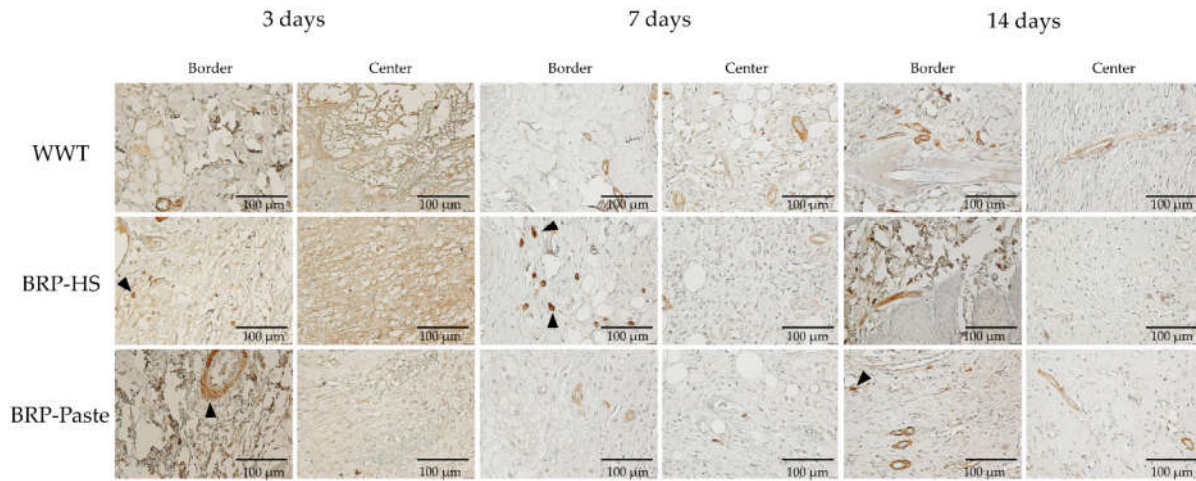 3 days 7 days 14 days
Border Center Border Center Border Center
WWT
100 µm 100 µm 100 µm 100 µm 100 µm 100 µm
BRP-HS
100 µm 100 µm 100 µm 100 µm 100 µm 100 µm
BRP-Paste
100 µm 100 µm 100 µm 100 µm 100 µm 100 µm